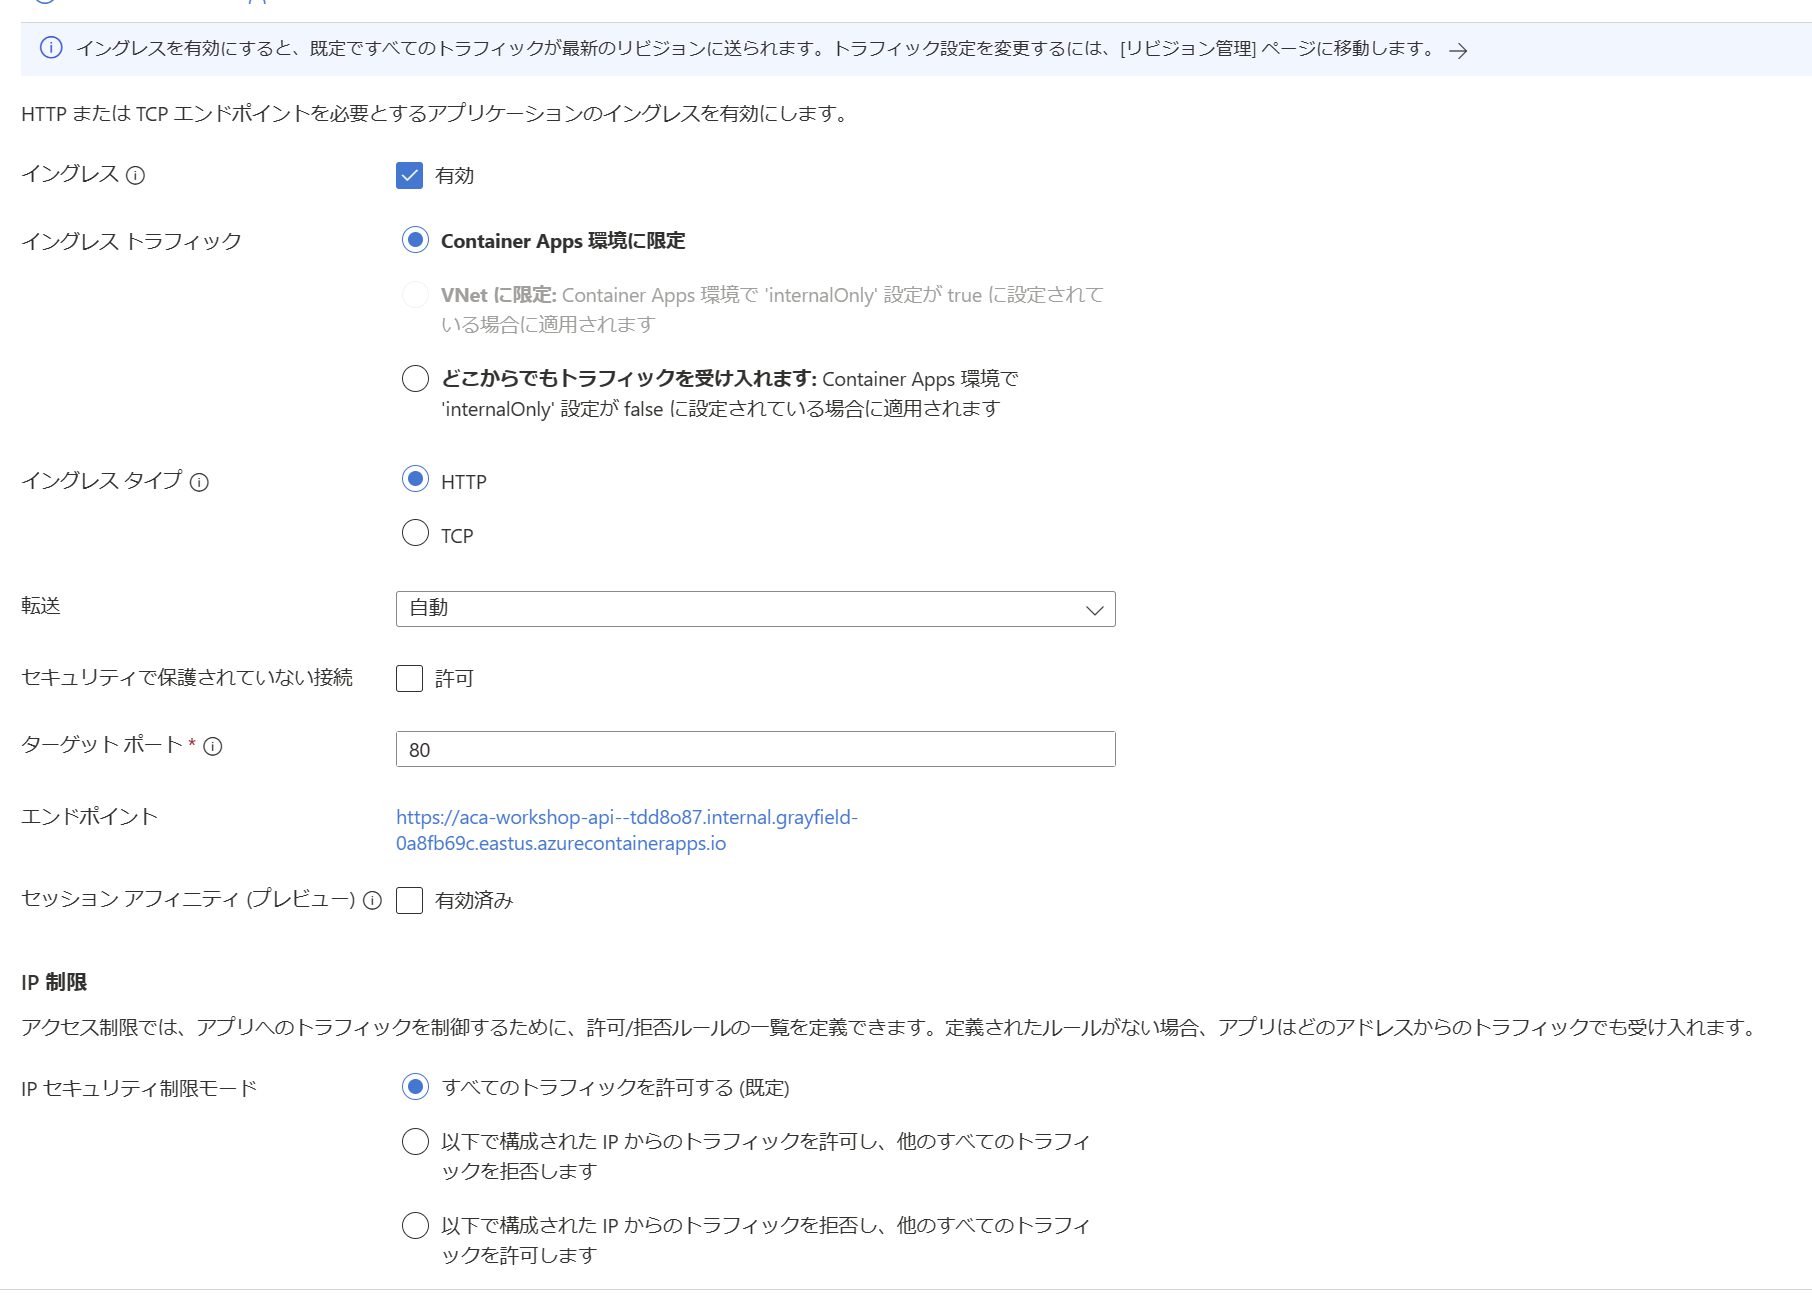 イングレスを有効にすると、既定ですべてのトラフィックが最新のリビジョンに送られます。トラフィック設定を変更するには、[リビジョン管理] ページに移動します。 →
HTTP または TCP エンドポイントを必要とするアプリケーションのイングレスを有効にします。
イングレス
有効
イングレス トラフィック
Container Apps 環境に限定
VNet に限定: Container Apps 環境で 'internalOnly' 設定が true に設定されて
いる場合に適用されます
どこからでもトラフィックを受け入れます: Container Apps 環境で
'internalOnly' 設定が false に設定されている場合に適用されます
イングレス タイプ
HTTP
TCP
転送
自動
セキュリティで保護されていない接続
許可
ターゲット ポート *
80
エンドポイント
https://aca-workshop-api--tdd8o87.internal.grayfield-
0a8fb69c.eastus.azurecontainerapps.io
セッション アフィニティ (プレビュー)
有効済み
IP 制限
アクセス制限では、アプリへのトラフィックを制御するために、許可/拒否ルールの一覧を定義できます。定義されたルールがない場合、アプリはどのアドレスからのトラフィックでも受け入れます。
IP セキュリティ制限モード
すべてのトラフィックを許可する (既定)
以下で構成された IP からのトラフィックを許可し、他のすべてのトラフィ
ックを拒否します
以下で構成された IP からのトラフィックを拒否し、他のすべてのトラフィ
ックを許可します